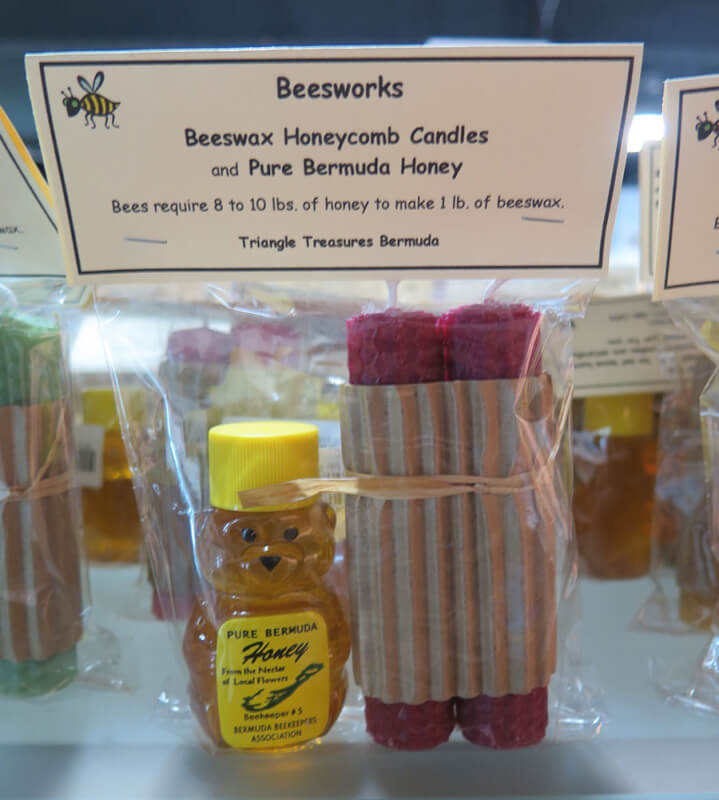 Beesworks
Beeswax Honeycomb Candles
and Pure Bermuda Honey
Bees require 8 to 10 lbs. of honey to make 1 lb. of beeswax.
Triangle Treasures Bermuda
PURE BERMUDA
Honey
From the Nectar
of Local Flowers
Beekeeper # 5
BERMUDA BEEKEEPERS
ASSOCIATION